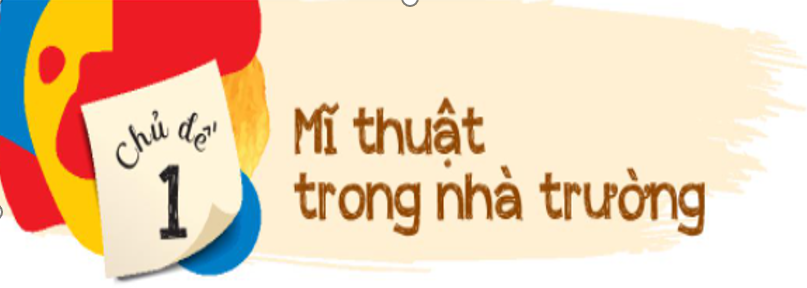 Chủ đề
1
Mĩ thuật
trong nhà trường